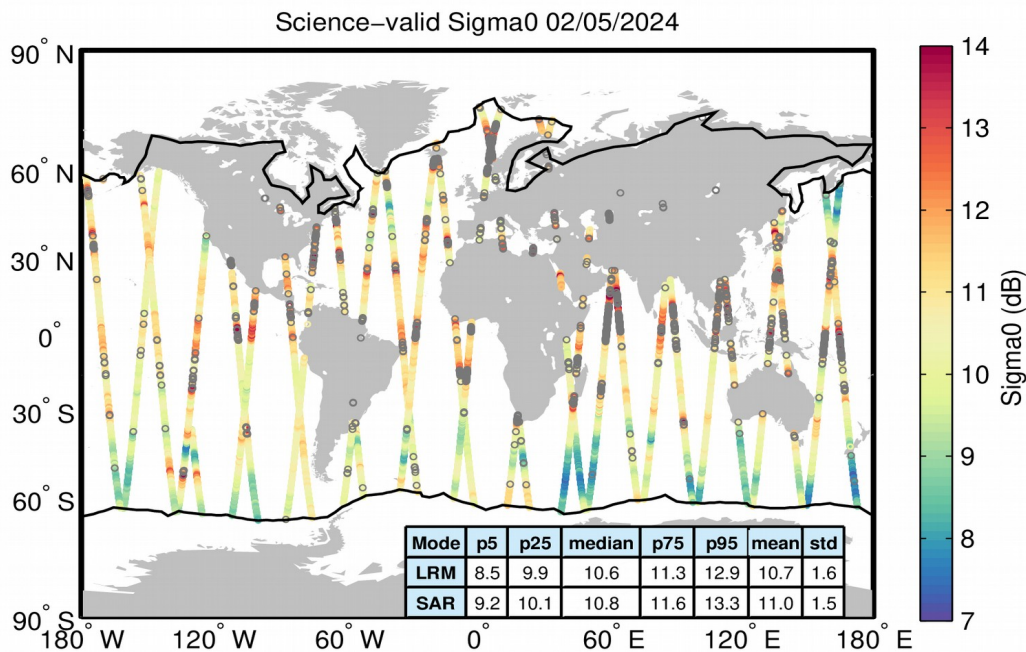 Science−valid Sigma0 02/05/2024
90° N
60° N
30° N
0°
30° S
60° S
90° S
180° W
120° W
60° W
0°
60° E
120° E
180° E
14
13
12
11
10
9
8
7
Sigma0 (dB)
Mode p5 p25 median p75 p95 mean std
LRM 8.5 9.9 10.6 11.3 12.9 10.7 1.6
SAR 9.2 10.1 10.8 11.6 13.3 11.0 1.5